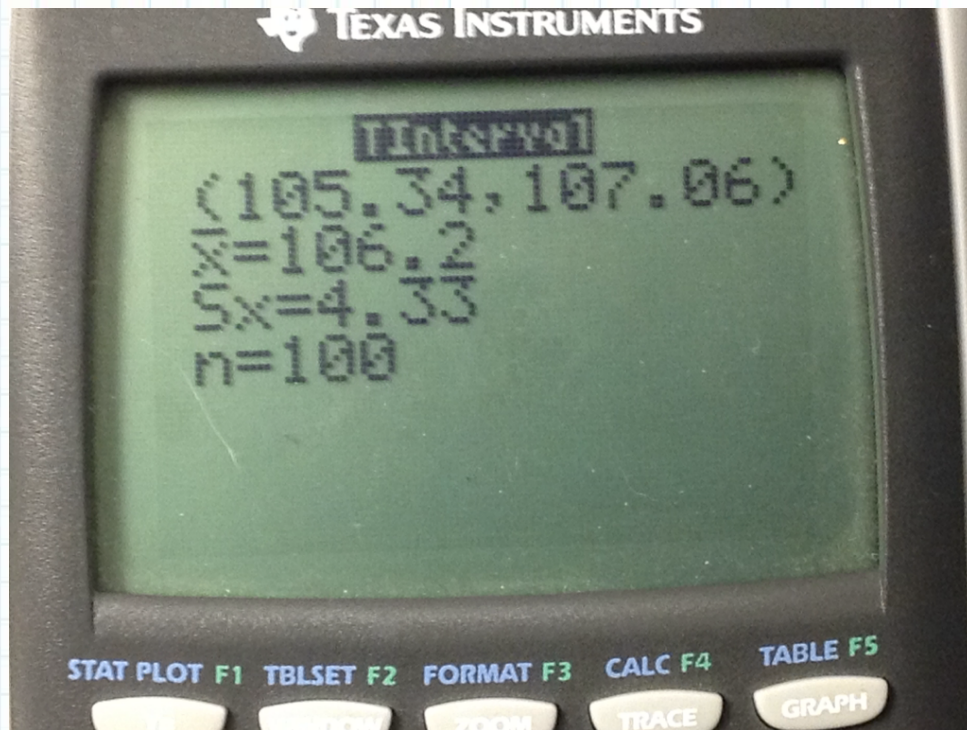 TEXAS INSTRUMENTS
TInterval
(105.34,107.06)
x̄=106.2
Sx=4.33
n=100
STAT PLOT F1 TBLSET F2 FORMAT F3 CALC F4 TABLE F5
ZOOM TRACE GRAPH